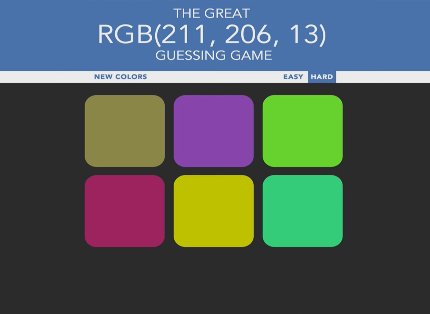 THE GREAT
RGB(211, 206, 13)
GUESSING GAME
NEW COLORS EASY HARD